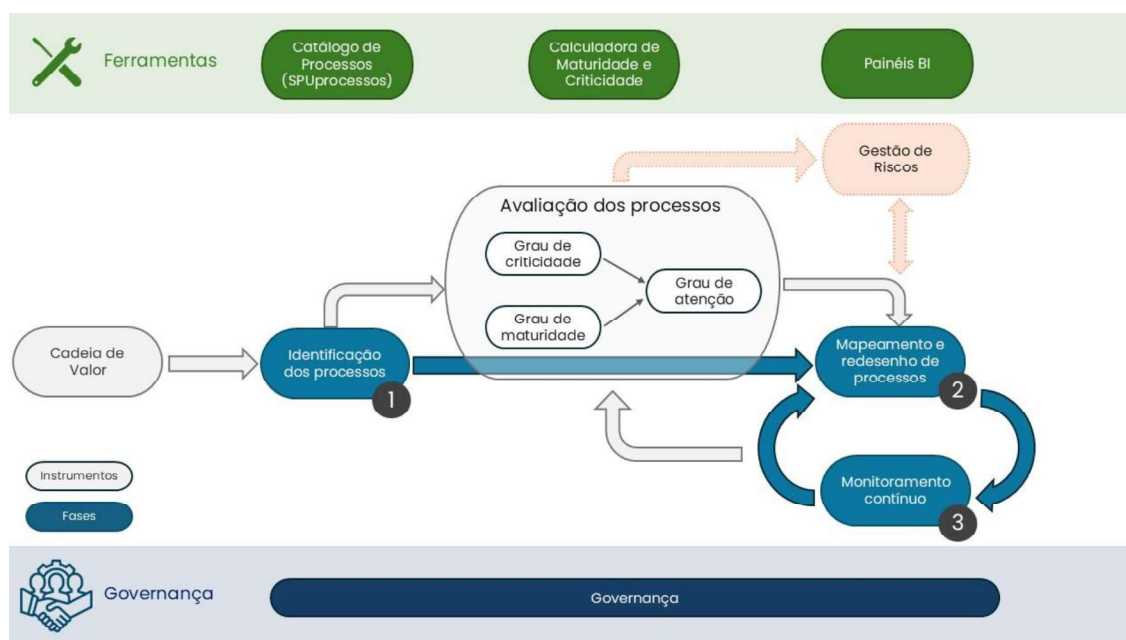 Ferramentas
Catálogo de
Processos
(SPUprocessos)
Calculadora de
Maturidade e
Criticidade
Painéis BI
Gestão de
Riscos
Avaliação dos processos
Grau de
criticidade
Grau de
atenção
Grau de
maturidade
Cadeia de
Valor
Identificação
dos processos
1
Mapeamento e
redesenho de
processos
2
Monitoramento
contínuo
3
Instrumentos
Fases
Governança
Governança